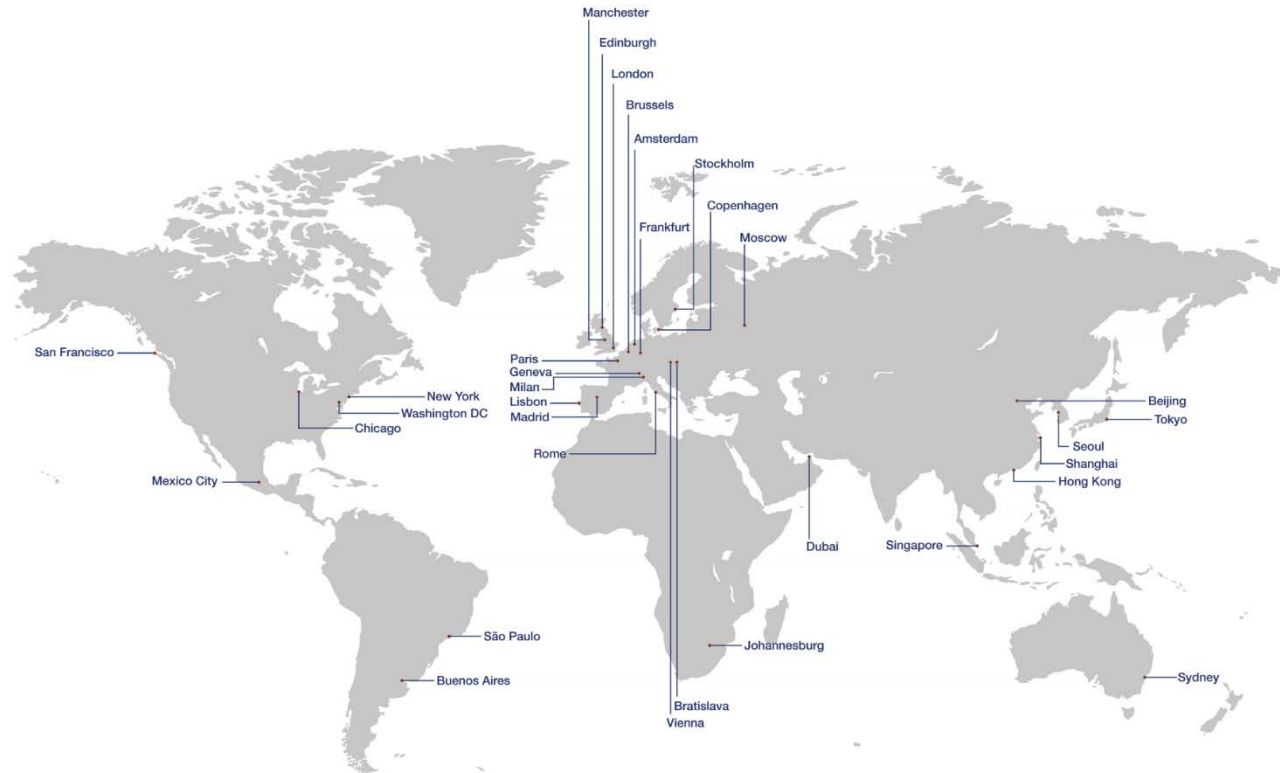 Manchester
Edinburgh
London
Brussels
Amsterdam
Stockholm
Copenhagen
Frankfurt
Moscow
San Francisco
Paris
Geneva
Milan
Lisbon
Madrid
New York
Washington DC
Chicago
Rome
Mexico City
Beijing
Tokyo
Seoul
Shanghai
Hong Kong
Dubai
Singapore
São Paulo
Johannesburg
Buenos Aires
Sydney
Bratislava
Vienna